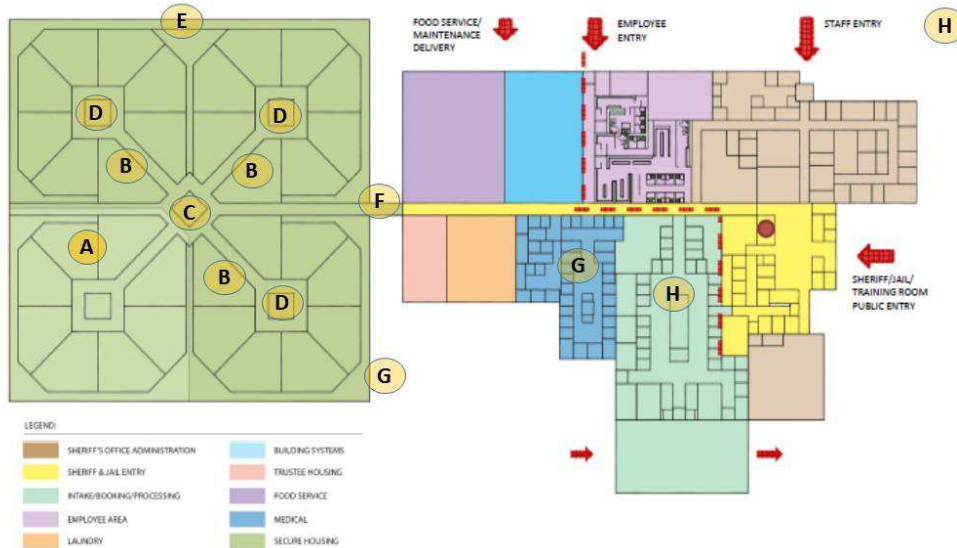 E
FOOD SERVICE/
MAINTENANCE
DELIVERY
EMPLOYEE
ENTRY
STAFF ENTRY
H
D
D
B
B
C
F
A
B
D
G
G
H
SHERIFF/JAIL/
TRAINING ROOM
PUBLIC ENTRY
LEGEND:
SHERIFF'S OFFICE ADMINISTRATION
SHERIFF & JAIL ENTRY
INTAKE/BOOKING/PROCESSING
EMPLOYEE AREA
LAUNDRY
BUILDING SYSTEMS
TRUSTEE HOUSING
FOOD SERVICE
MEDICAL
SECURE HOUSING